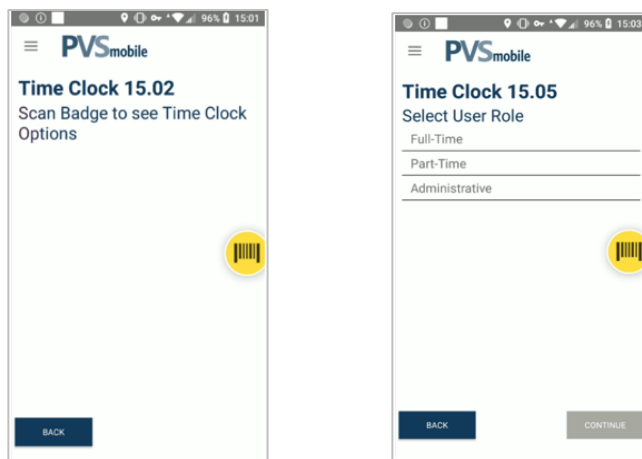 96% 15:01
PVSmobile
Time Clock 15.02
Scan Badge to see Time Clock
Options
BACK
96% 15:03
PVSmobile
Time Clock 15.05
Select User Role
Full-Time
Part-Time
Administrative
BACK
CONTINUE